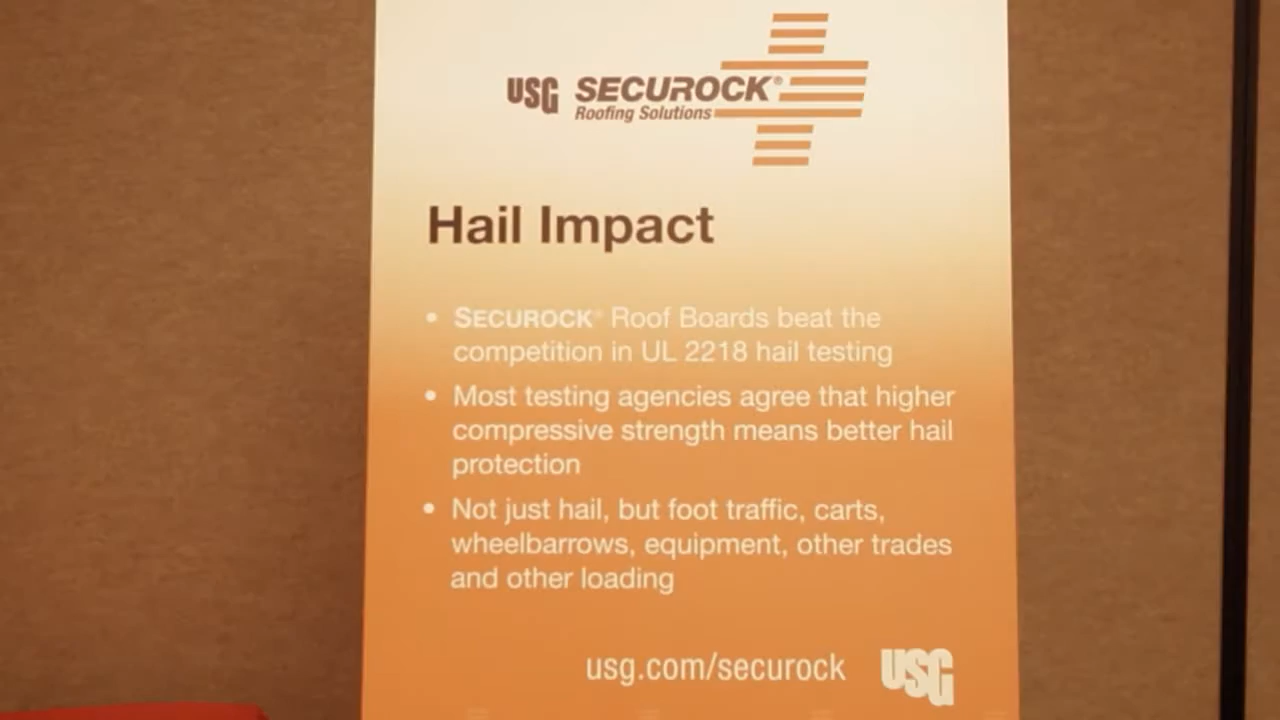 USG SECUROCK®
Roofing Solutions
Hail Impact
• SECUROCK® Roof Boards beat the
competition in UL 2218 hail testing
• Most testing agencies agree that higher
compressive strength means better hail
protection
• Not just hail, but foot traffic, carts,
wheelbarrows, equipment, other trades
and other loading
usg.com/securock USG